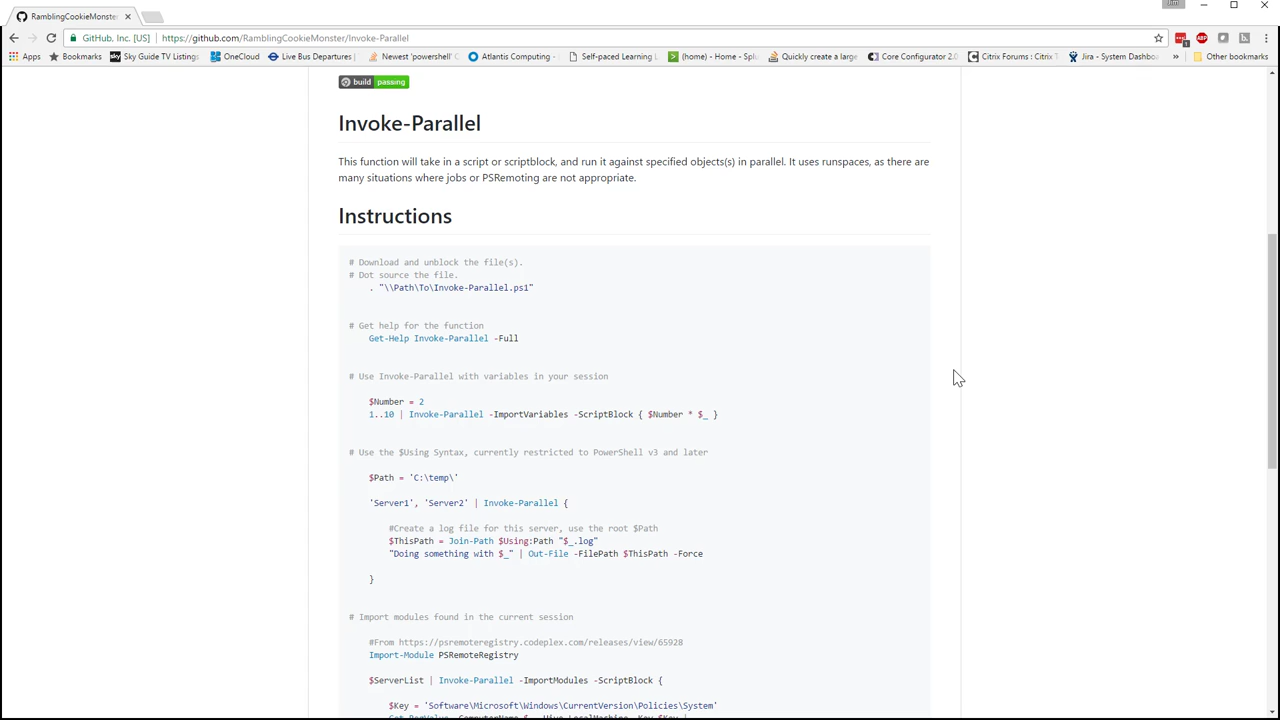 Jim
RamblingCookieMonster
GitHub, Inc. [US] https://github.com/RamblingCookieMonster/Invoke-Parallel
Apps Bookmarks sky Sky Guide TV Listings OneCloud Live Bus Departures Newest 'powershell' Atlantis Computing - Self-paced Learning (home) - Home - Spl Quickly create a large Core Configurator 2.0 Citrix Forums : Citrix Jira - System Dashbo » Other bookmarks
build passing
Invoke-Parallel
This function will take in a script or scriptblock, and run it against specified objects(s) in parallel. It uses runspaces, as there are
many situations where jobs or PSRemoting are not appropriate.
Instructions
# Download and unblock the file(s).
# Dot source the file.
. "\\Path\To\Invoke-Parallel.ps1"
# Get help for the function
Get-Help Invoke-Parallel -Full
# Use Invoke-Parallel with variables in your session
$Number = 2
1..10 | Invoke-Parallel -ImportVariables -ScriptBlock { $Number * $_ }
# Use the $Using Syntax, currently restricted to PowerShell v3 and later
$Path = 'C:\temp\'
'Server1', 'Server2' | Invoke-Parallel {
#Create a log file for this server, use the root $Path
$ThisPath = Join-Path $Using:Path "$_.log"
"Doing something with $_" | Out-File -FilePath $ThisPath -Force
}
# Import modules found in the current session
#From https://psremoteregistry.codeplex.com/releases/view/65928
Import-Module PSRemoteRegistry
$ServerList | Invoke-Parallel -ImportModules -ScriptBlock {
$Key = 'Software\Microsoft\Windows\CurrentVersion\Policies\System'